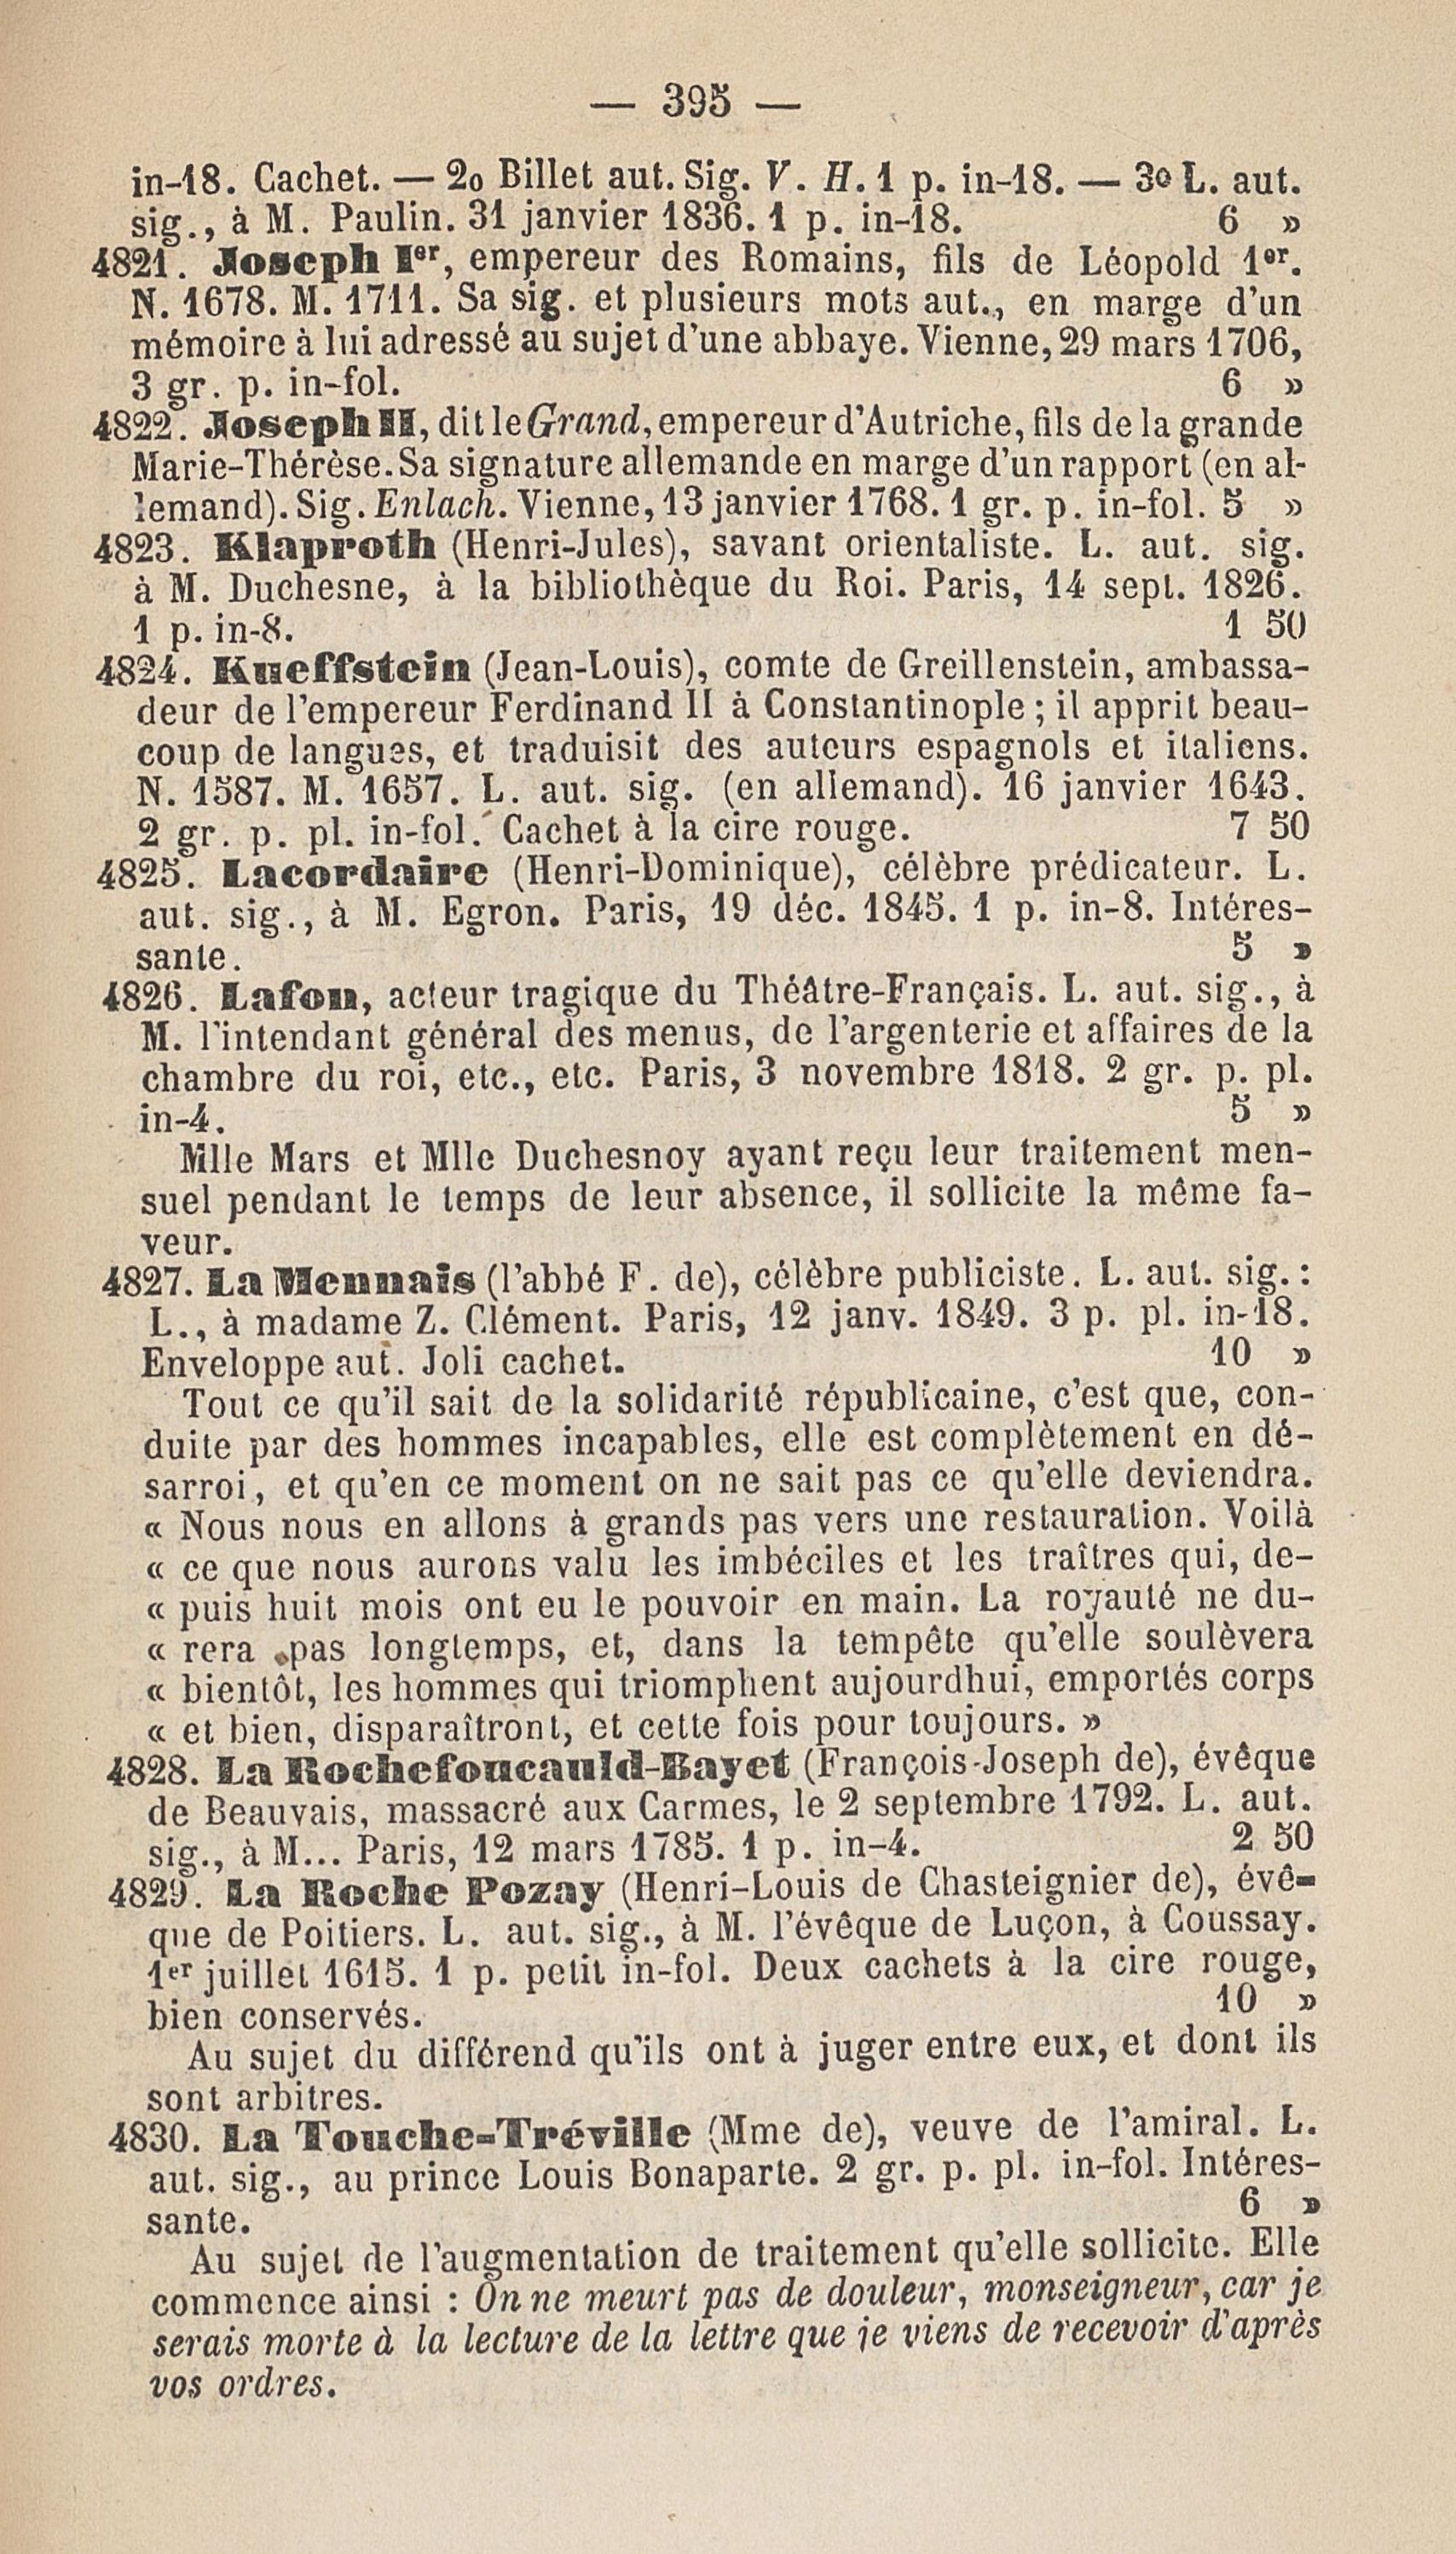 — 395 —
in-18. Cachet. — 2o Billet aut. Sig. V. H. 1 p. in-18. — 3o L. aut.
sig., à M. Paulin. 31 janvier 1836. 1 p. in-18. 6 »
4821. Joseph Ier, empereur des Romains, fils de Léopold 1er.
N. 1678. M. 1711. Sa sig. et plusieurs mots aut., en marge d'un
mémoire à lui adressé au sujet d'une abbaye. Vienne, 29 mars 1706,
3 gr. p. in-fol. 6 »
4822. Joseph II, dit le Grand, empereur d'Autriche, fils de la grande
Marie-Thérèse. Sa signature allemande en marge d'un rapport (en al-
lemand). Sig. Enlach. Vienne, 13 janvier 1768. 1 gr. p. in-fol. 5 »
4823. Klaproth (Henri-Jules), savant orientaliste. L. aut. sig.
à M. Duchesne, à la bibliothèque du Roi. Paris, 14 sept. 1826.
1 p. in-8. 1 50
4824. Kueffstein (Jean-Louis), comte de Greillenstein, ambassa-
deur de l'empereur Ferdinand II à Constantinople ; il apprit beau-
coup de langues, et traduisit des auteurs espagnols et italiens.
N. 1587. M. 1657. L. aut. sig. (en allemand). 16 janvier 1643.
2 gr. p. pl. in-fol. Cachet à la cire rouge. 7 50
4825. Lacordaire (Henri-Dominique), célèbre prédicateur. L.
aut. sig., à M. Egron. Paris, 19 déc. 1845. 1 p. in-8. Intéres-
sante. 5 »
4826. Lafon, acteur tragique du Théâtre-Français. L. aut. sig., à
M. l'intendant général des menus, de l'argenterie et affaires de la
chambre du roi, etc., etc. Paris, 3 novembre 1818. 2 gr. p. pl.
in-4. 5 »
Mlle Mars et Mlle Duchesnoy ayant reçu leur traitement men-
suel pendant le temps de leur absence, il sollicite la même fa-
veur.
4827. La Mennais (l'abbé F. de), célèbre publiciste. L. aut. sig. :
L., à madame Z. Clément. Paris, 12 janv. 1849. 3 p. pl. in-18.
Enveloppe aut. Joli cachet. 10 »
Tout ce qu'il sait de la solidarité républicaine, c'est que, con-
duite par des hommes incapables, elle est complètement en dé-
sarroi, et qu'en ce moment on ne sait pas ce qu'elle deviendra.
« Nous nous en allons à grands pas vers une restauration. Voilà
« ce que nous aurons valu les imbéciles et les traîtres qui, de-
« puis huit mois ont eu le pouvoir en main. La royauté ne du-
« rera pas longtemps, et, dans la tempête qu'elle soulèvera
« bientôt, les hommes qui triomphent aujourdhui, emportés corps
« et bien, disparaîtront, et cette fois pour toujours. »
4828. La Rochefoucauld-Bayet (François-Joseph de), évêque
de Beauvais, massacré aux Carmes, le 2 septembre 1792. L. aut.
sig., à M... Paris, 12 mars 1785. 1 p. in-4. 2 50
4829. La Roche Pozay (Henri-Louis de Chasteignier de), évê-
que de Poitiers. L. aut. sig., à M. l'évêque de Luçon, à Coussay.
1er juillet 1615. 1 p. petit in-fol. Deux cachets à la cire rouge,
bien conservés. 10 »
Au sujet du différend qu'ils ont à juger entre eux, et dont ils
sont arbitres.
4830. La Touche-Tréville (Mme de), veuve de l'amiral. L.
aut. sig., au prince Louis Bonaparte. 2 gr. p. pl. in-fol. Intéres-
sante. 6 »
Au sujet de l'augmentation de traitement qu'elle sollicite. Elle
commence ainsi : On ne meurt pas de douleur, monseigneur, car je
serais morte à la lecture de la lettre que je viens de recevoir d'après
vos ordres.